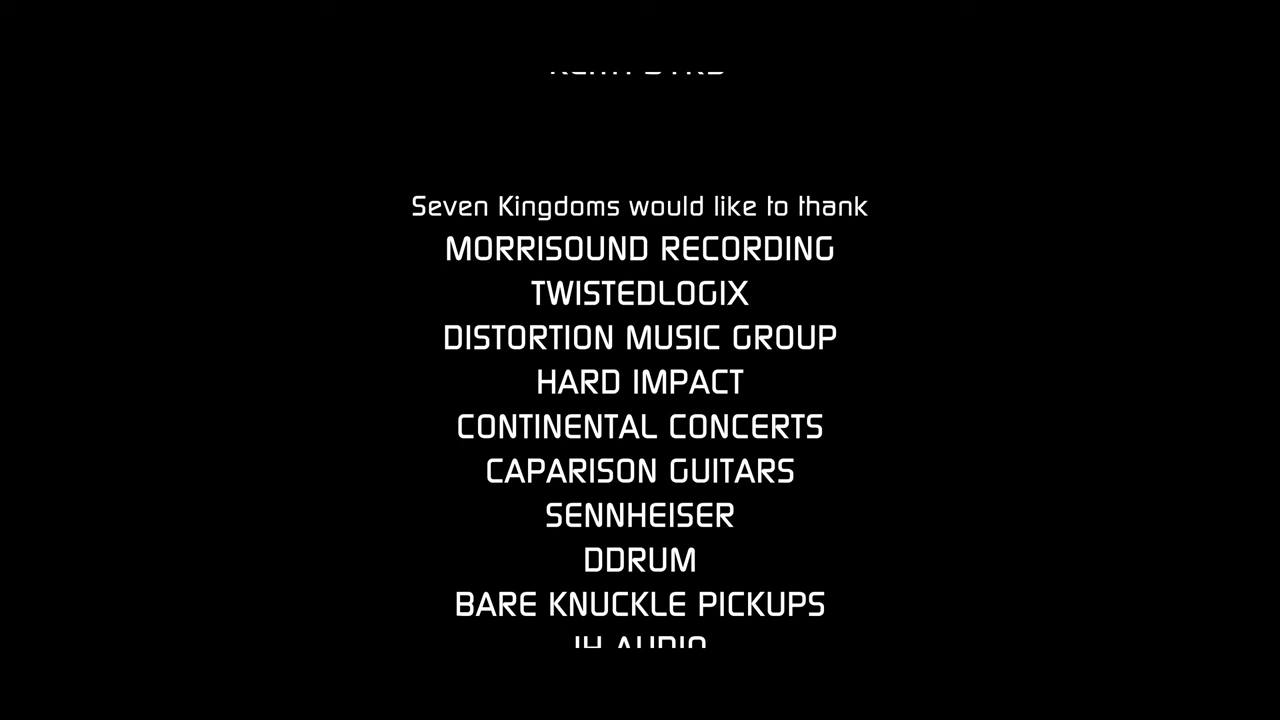 Seven Kingdoms would like to thank
MORRISOUND RECORDING
TWISTEDLOGIX
DISTORTION MUSIC GROUP
HARD IMPACT
CONTINENTAL CONCERTS
CAPARISON GUITARS
SENNHEISER
DDRUM
BARE KNUCKLE PICKUPS
AUDIO